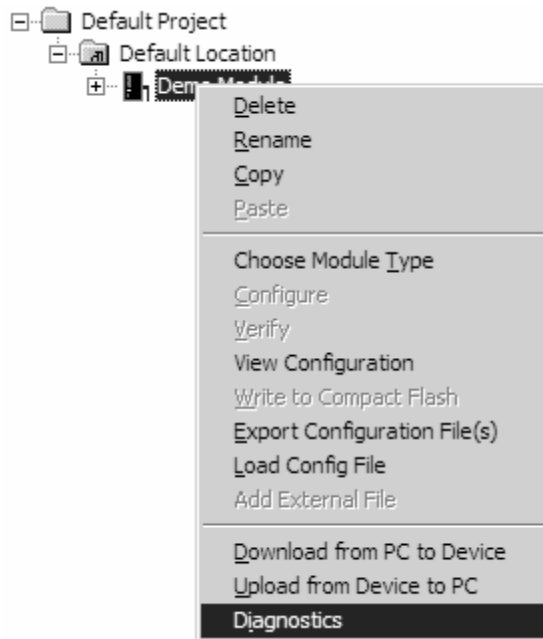 Default Project
Default Location
Demo Module
Delete
Rename
Copy
Paste
Choose Module Type
Configure
Verify
View Configuration
Write to Compact Flash
Export Configuration File(s)
Load Config File
Add External File
Download from PC to Device
Upload from Device to PC
Diagnostics